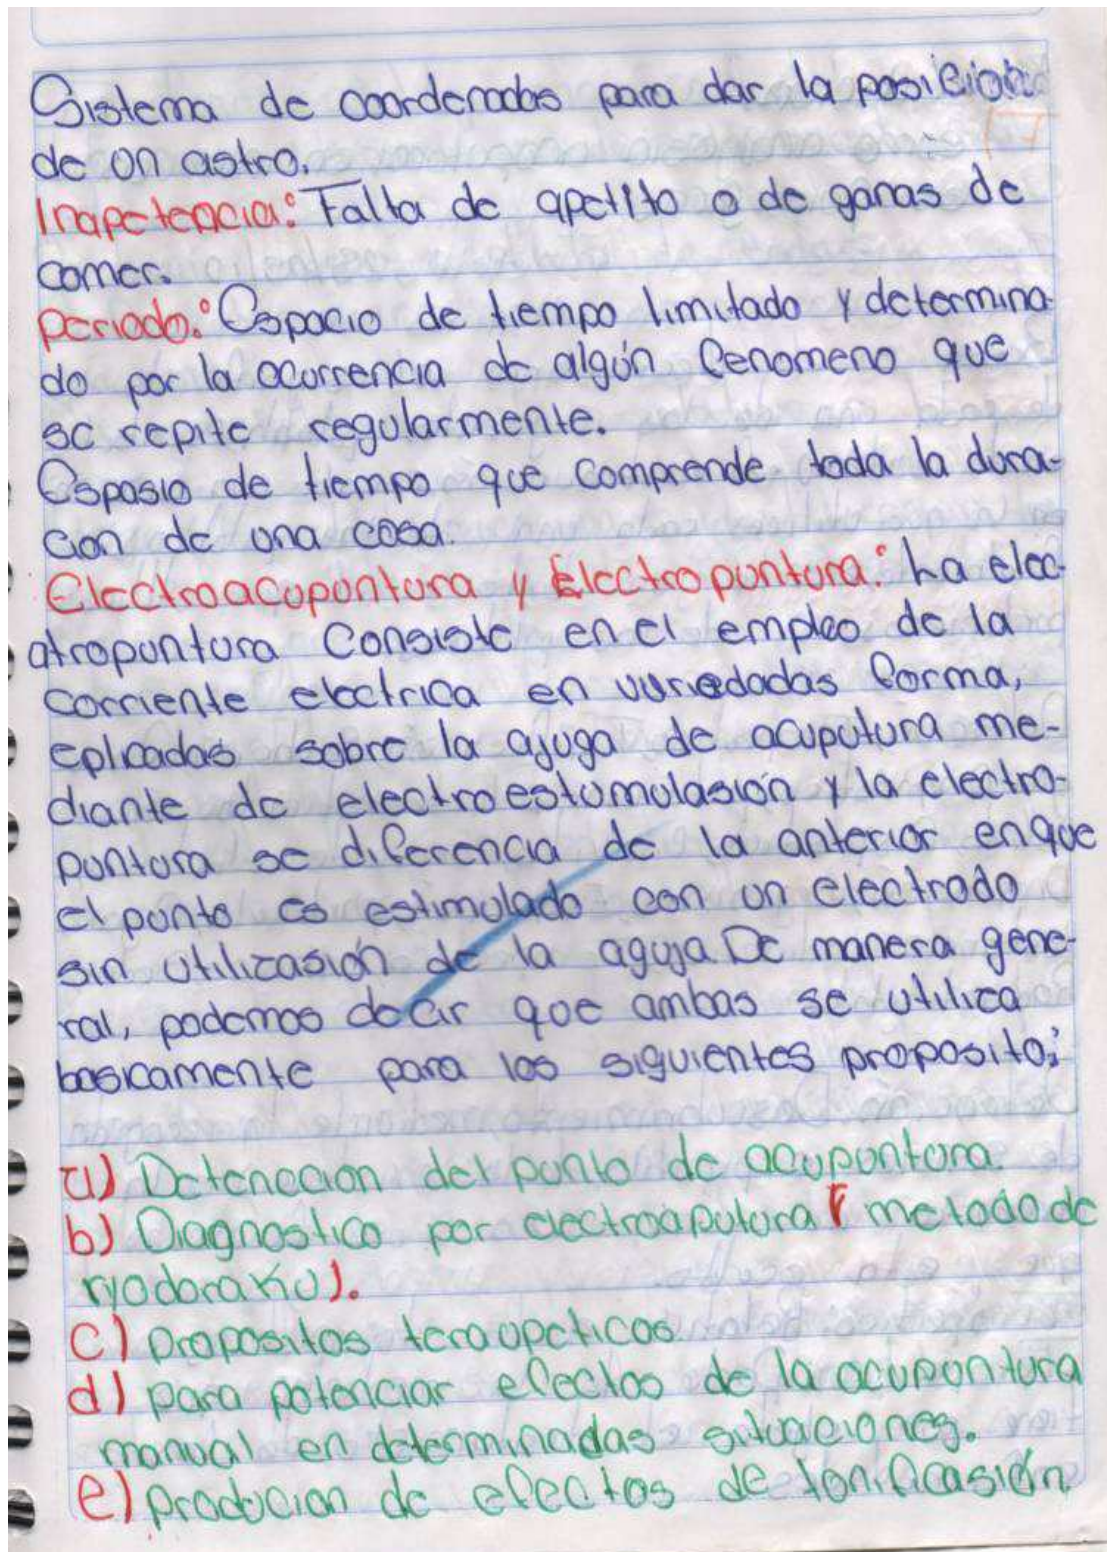 Sistema de coordenadas para dar la posicion
de un astro.
Inapetencia: Falta de apetito o de ganas de
comer.
periodo: Espacio de tiempo limitado y determina-
do por la ocurrencia de algún fenomeno que
se repite regularmente.
Espasio de tiempo que comprende toda la dura-
cion de una cosa.
Electroacupuntura y Electropuntura: La elec-
atropuntura Consiste en el empleo de la
corriente electrica en variedadas forma,
eplicadas sobre la ajuga de acuputura me-
diante de electroestumulasión y la electro-
puntura se diferencia de la anterior en que
el punto es estimulado con un electrodo
sin utilizasión de la aguja De manera gene-
ral, podemos decir que ambas se utiliza
basicamente para los siguientes proposito;
a) Detencion del punto de acupuntura.
b) Diagnostico por electroaputura ( metodo de
ryodoraku).
c) propositos teraupeticos
d) para potenciar efectos de la acupuntura
manual en determinadas situaciones.
e) producion de efectos de tonificasión